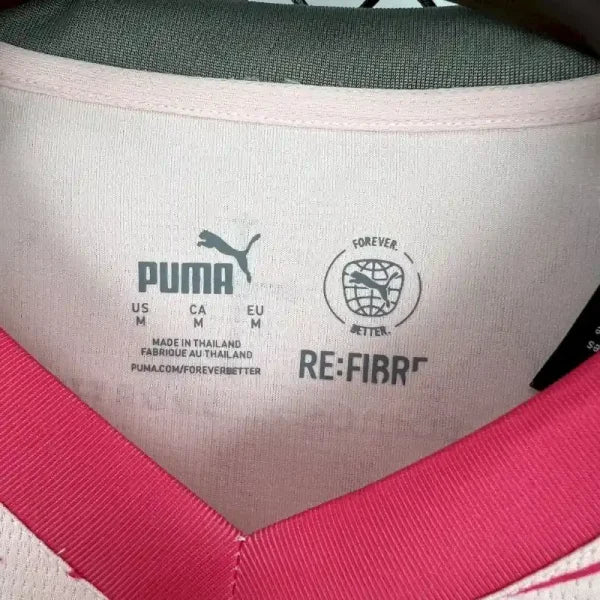 PUMA
US CA EU
M M M
MADE IN THAILAND
FABRIQUE AU THAILAND
PUMA.COM/FOREVERBETTER
FOREVER.
BETTER.
RE:FIBRE